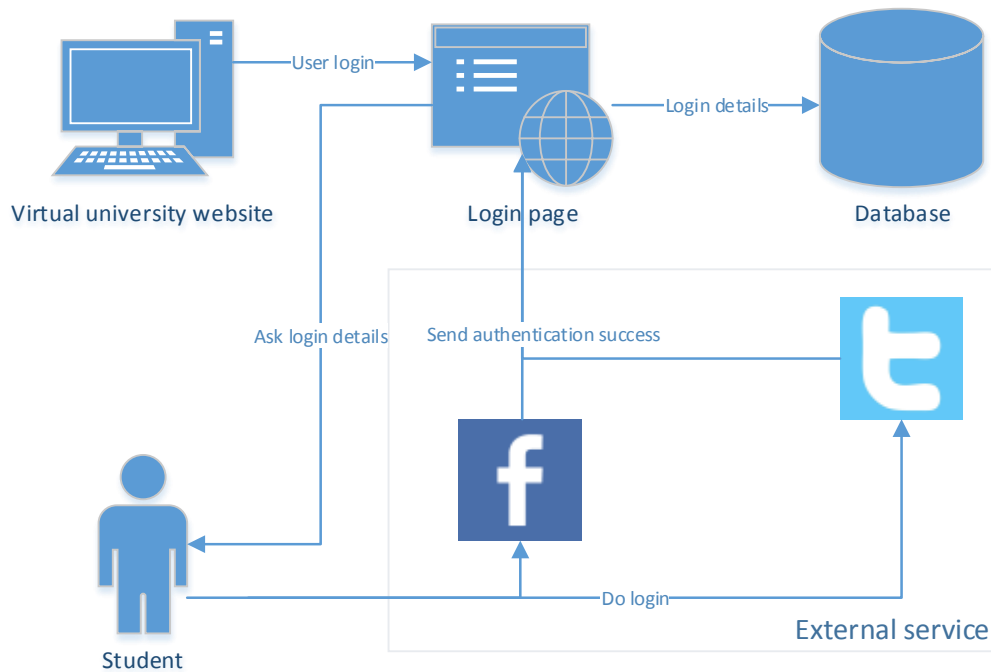 User login
Login details
Virtual university website
Login page
Database
Ask login details
Send authentication success
t
f
Do login
External service
Student